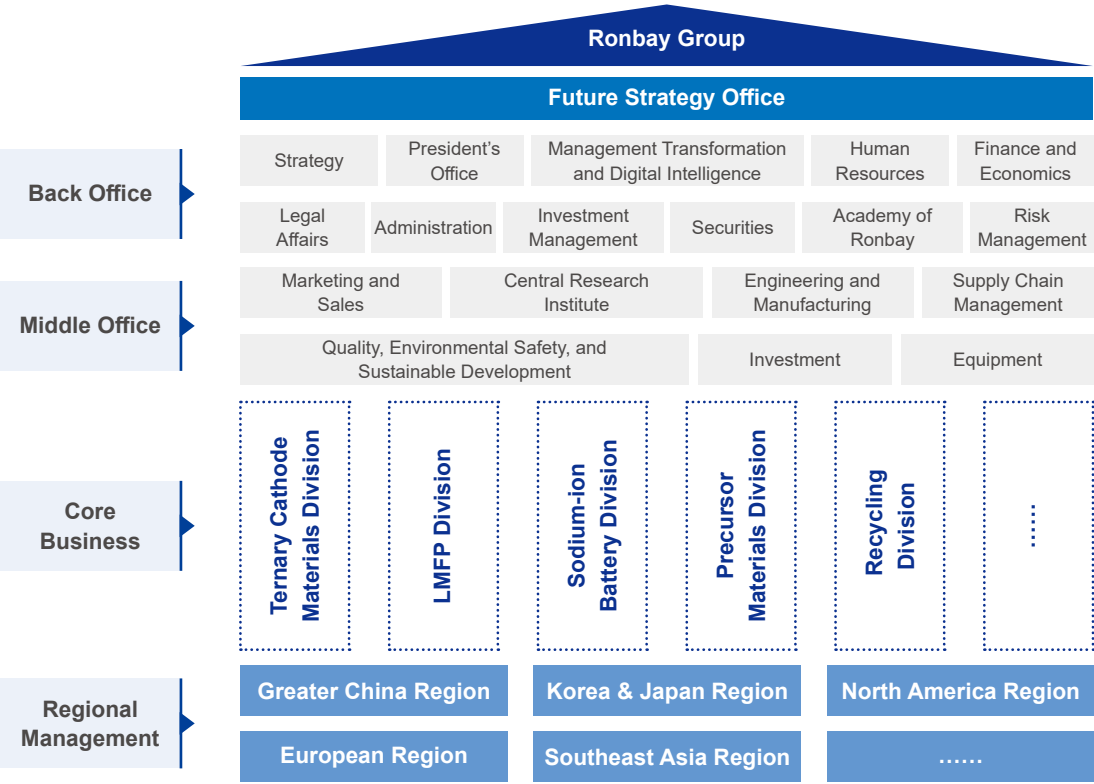 Ronbay Group
Future Strategy Office
Back Office
Strategy
President’s
Office
Management Transformation
and Digital Intelligence
Human
Resources
Finance and
Economics
Legal
Affairs
Administration
Investment
Management
Securities
Academy of
Ronbay
Risk
Management
Middle Office
Marketing and
Sales
Central Research
Institute
Engineering and
Manufacturing
Supply Chain
Management
Quality, Environmental Safety, and
Sustainable Development
Investment
Equipment
Core
Business
Ternary Cathode
Materials Division
LMFP Division
Sodium-ion
Battery Division
Precursor
Materials Division
Recycling
Division
......
Regional
Management
Greater China Region
Korea & Japan Region
North America Region
European Region
Southeast Asia Region
......